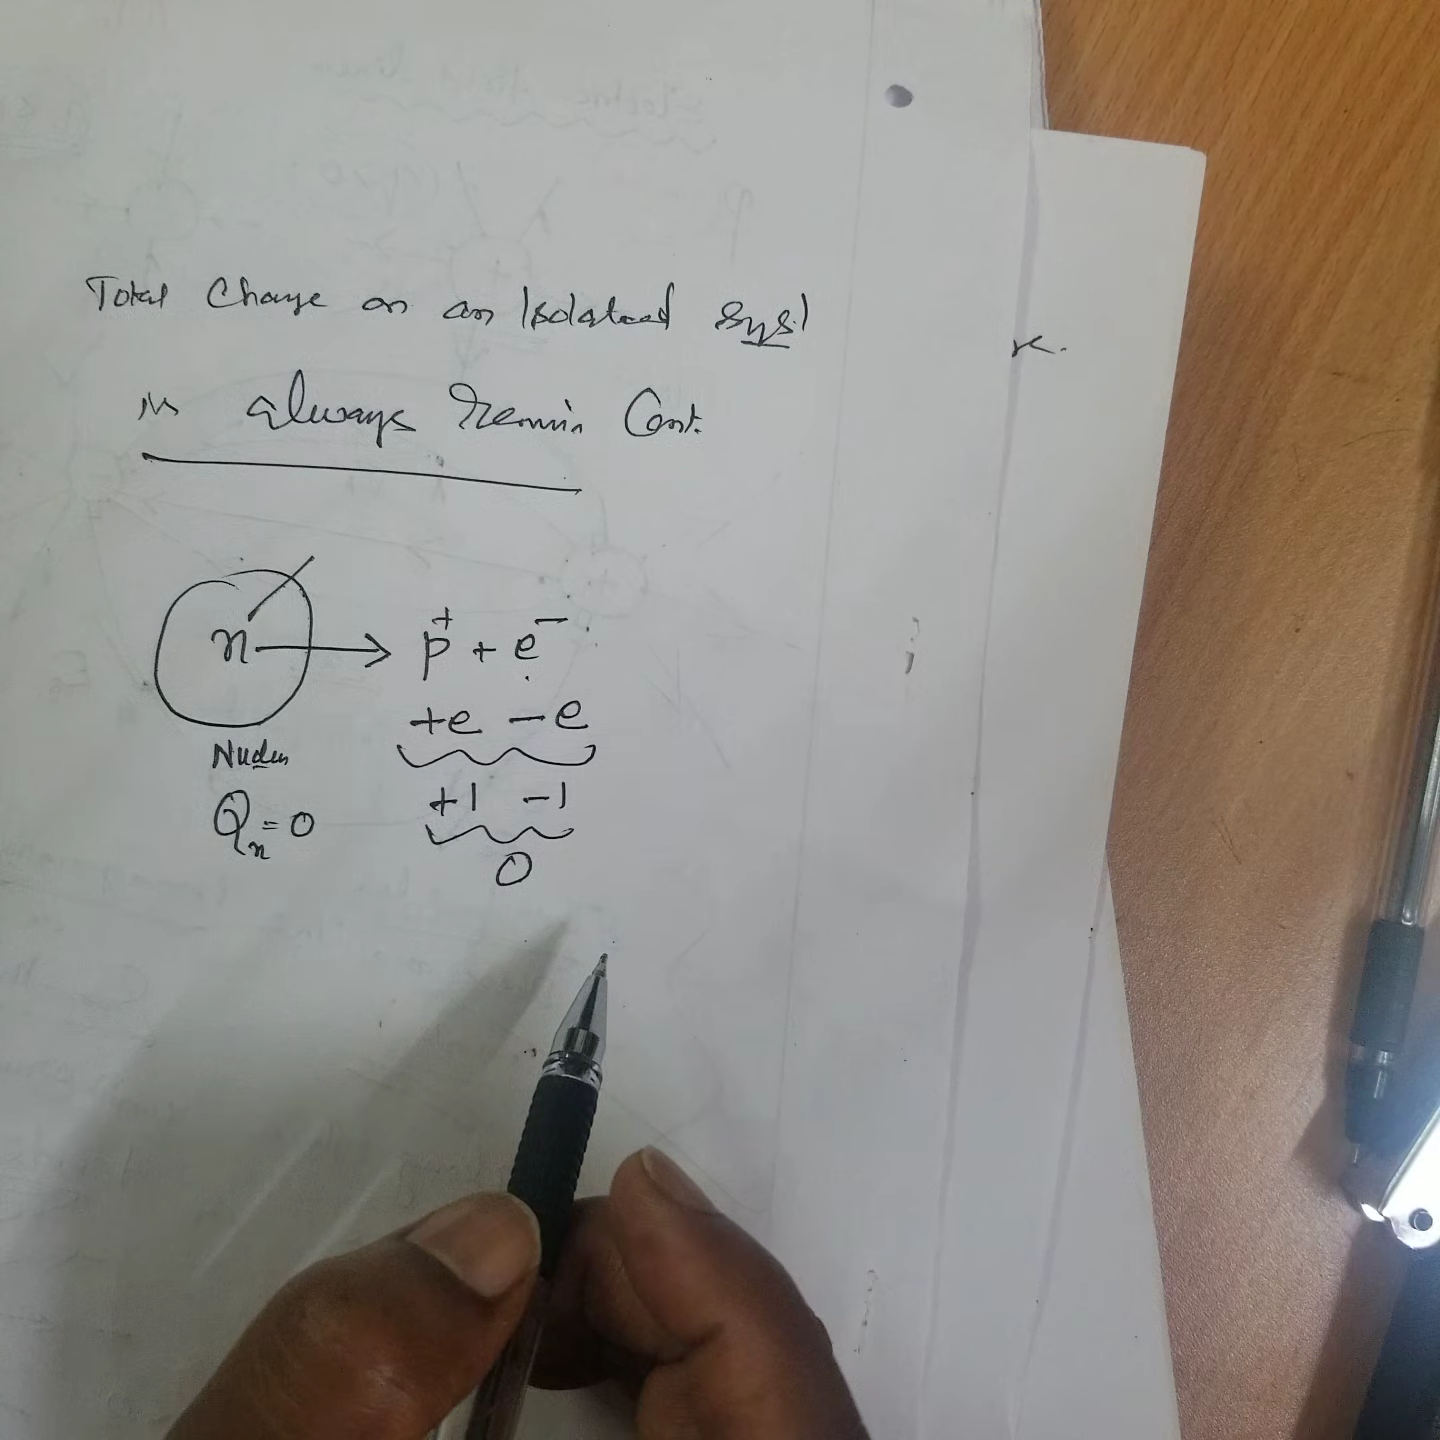 Total Charge on an Isolated sys!
is always Remain Const.
n → p⁺ + e⁻
+e −e
Nucleus
+1 −1
Qn = 0
0